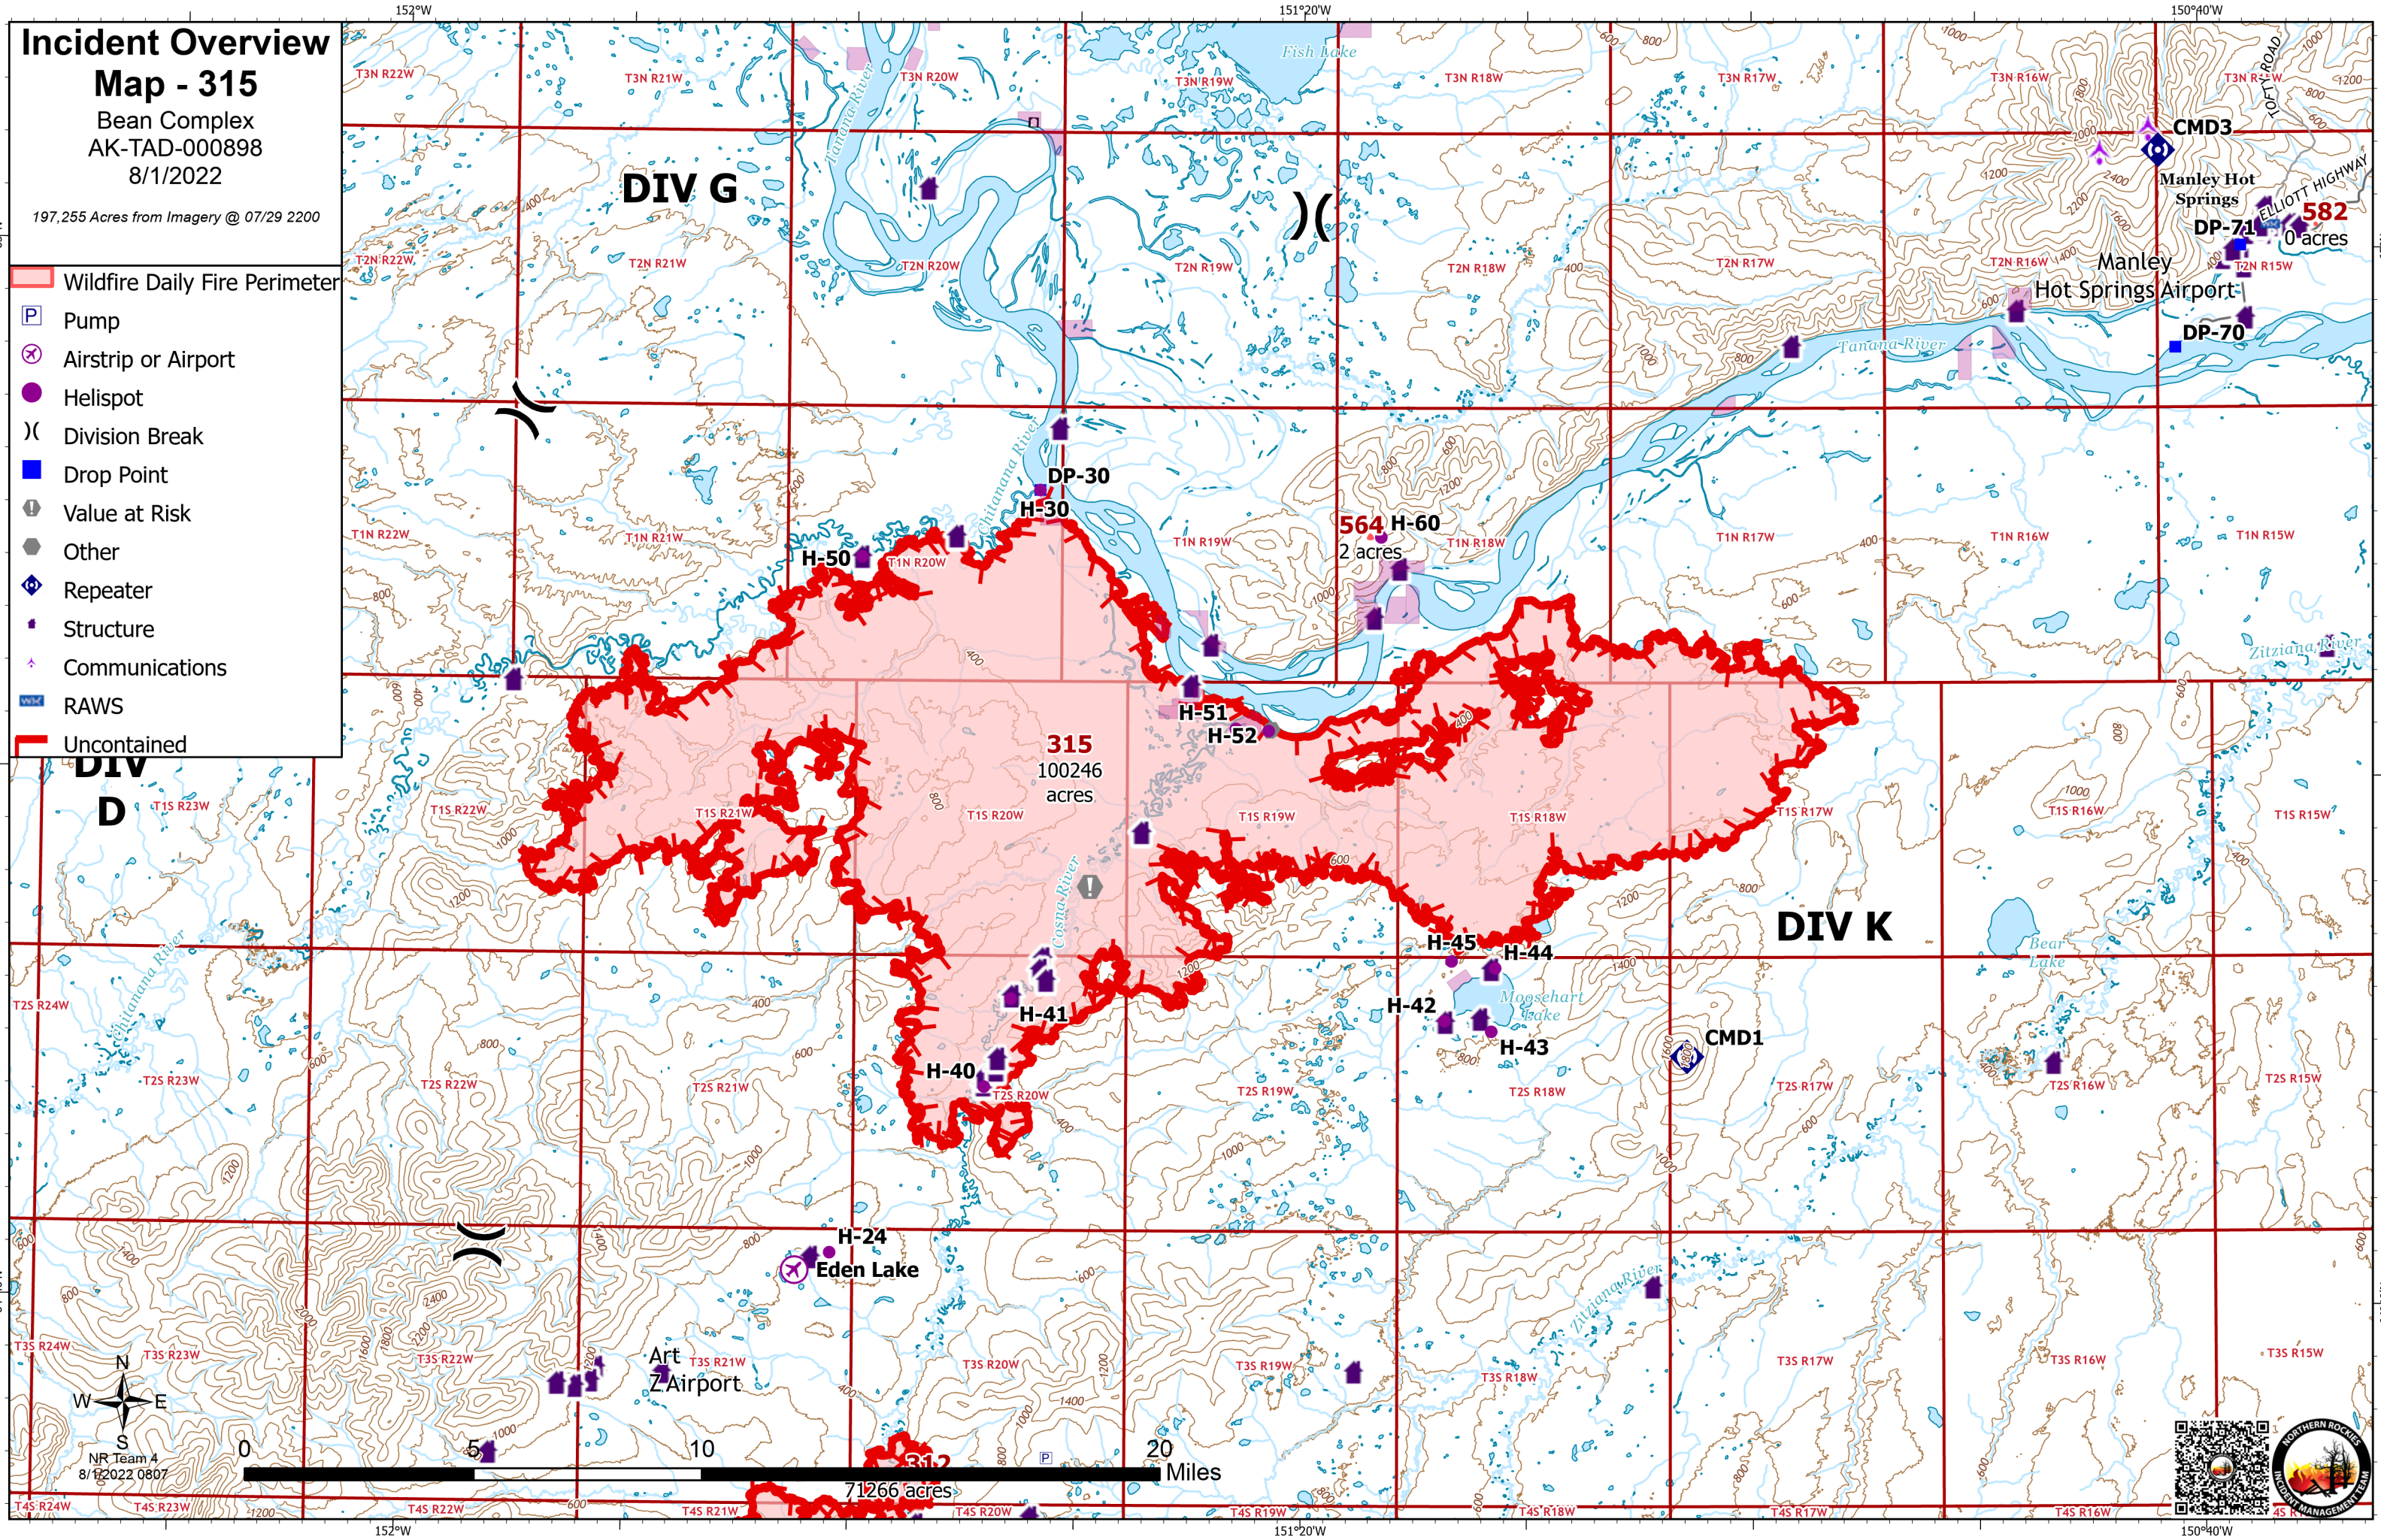 152°W
151°20'W
150°40'W
Incident Overview
Map - 315
Bean Complex
AK-TAD-000898
8/1/2022
197,255 Acres from Imagery @ 07/29 2200
Wildfire Daily Fire Perimeter
Pump
Airstrip or Airport
Helispot
Division Break
Drop Point
Value at Risk
Other
Repeater
Structure
Communications
RAWS
Uncontained
T3N R22W
T3N R21W
T3N R20W
T3N R19W
T3N R18W
T3N R17W
T3N R16W
Fish Lake
Tanana River
TOFTY ROAD
ELLIOTT HIGHWAY
DIV G
CMD3
Manley Hot
Springs
DP-71
582
0 acres
T2N R22W
T2N R21W
T2N R20W
T2N R19W
T2N R18W
T2N R17W
T2N R16W
T2N R15W
Manley
Hot Springs Airport
DP-70
Tanana River
Chitanana River
DP-30
H-30
564
H-60
2 acres
H-50
T1N R22W
T1N R21W
T1N R20W
T1N R19W
T1N R18W
T1N R17W
T1N R16W
T1N R15W
Zitziana River
H-51
H-52
315
100246
acres
DIV
D
T1S R23W
T1S R22W
T1S R21W
T1S R20W
T1S R19W
T1S R18W
T1S R17W
T1S R16W
T1S R15W
Cosna River
DIV K
Bear
Lake
Chitanana River
H-45
H-44
H-42
Moosehart
Lake
H-43
H-41
H-40
CMD1
T2S R24W
T2S R23W
T2S R22W
T2S R21W
T2S R20W
T2S R19W
T2S R18W
T2S R17W
T2S R16W
T2S R15W
H-24
Eden Lake
Zitziana River
Art
Z Airport
T3S R24W
T3S R23W
T3S R22W
T3S R21W
T3S R20W
T3S R19W
T3S R18W
T3S R17W
T3S R16W
T3S R15W
N
W E
S
NR Team 4
8/1/2022 0807
0 5 10 20
Miles
312
71266 acres
T4S R24W
T4S R23W
T4S R22W
T4S R21W
T4S R20W
T4S R19W
T4S R18W
T4S R17W
T4S R16W
NORTHERN ROCKIES
INCIDENT MANAGEMENT TEAM
152°W
151°20'W
150°40'W